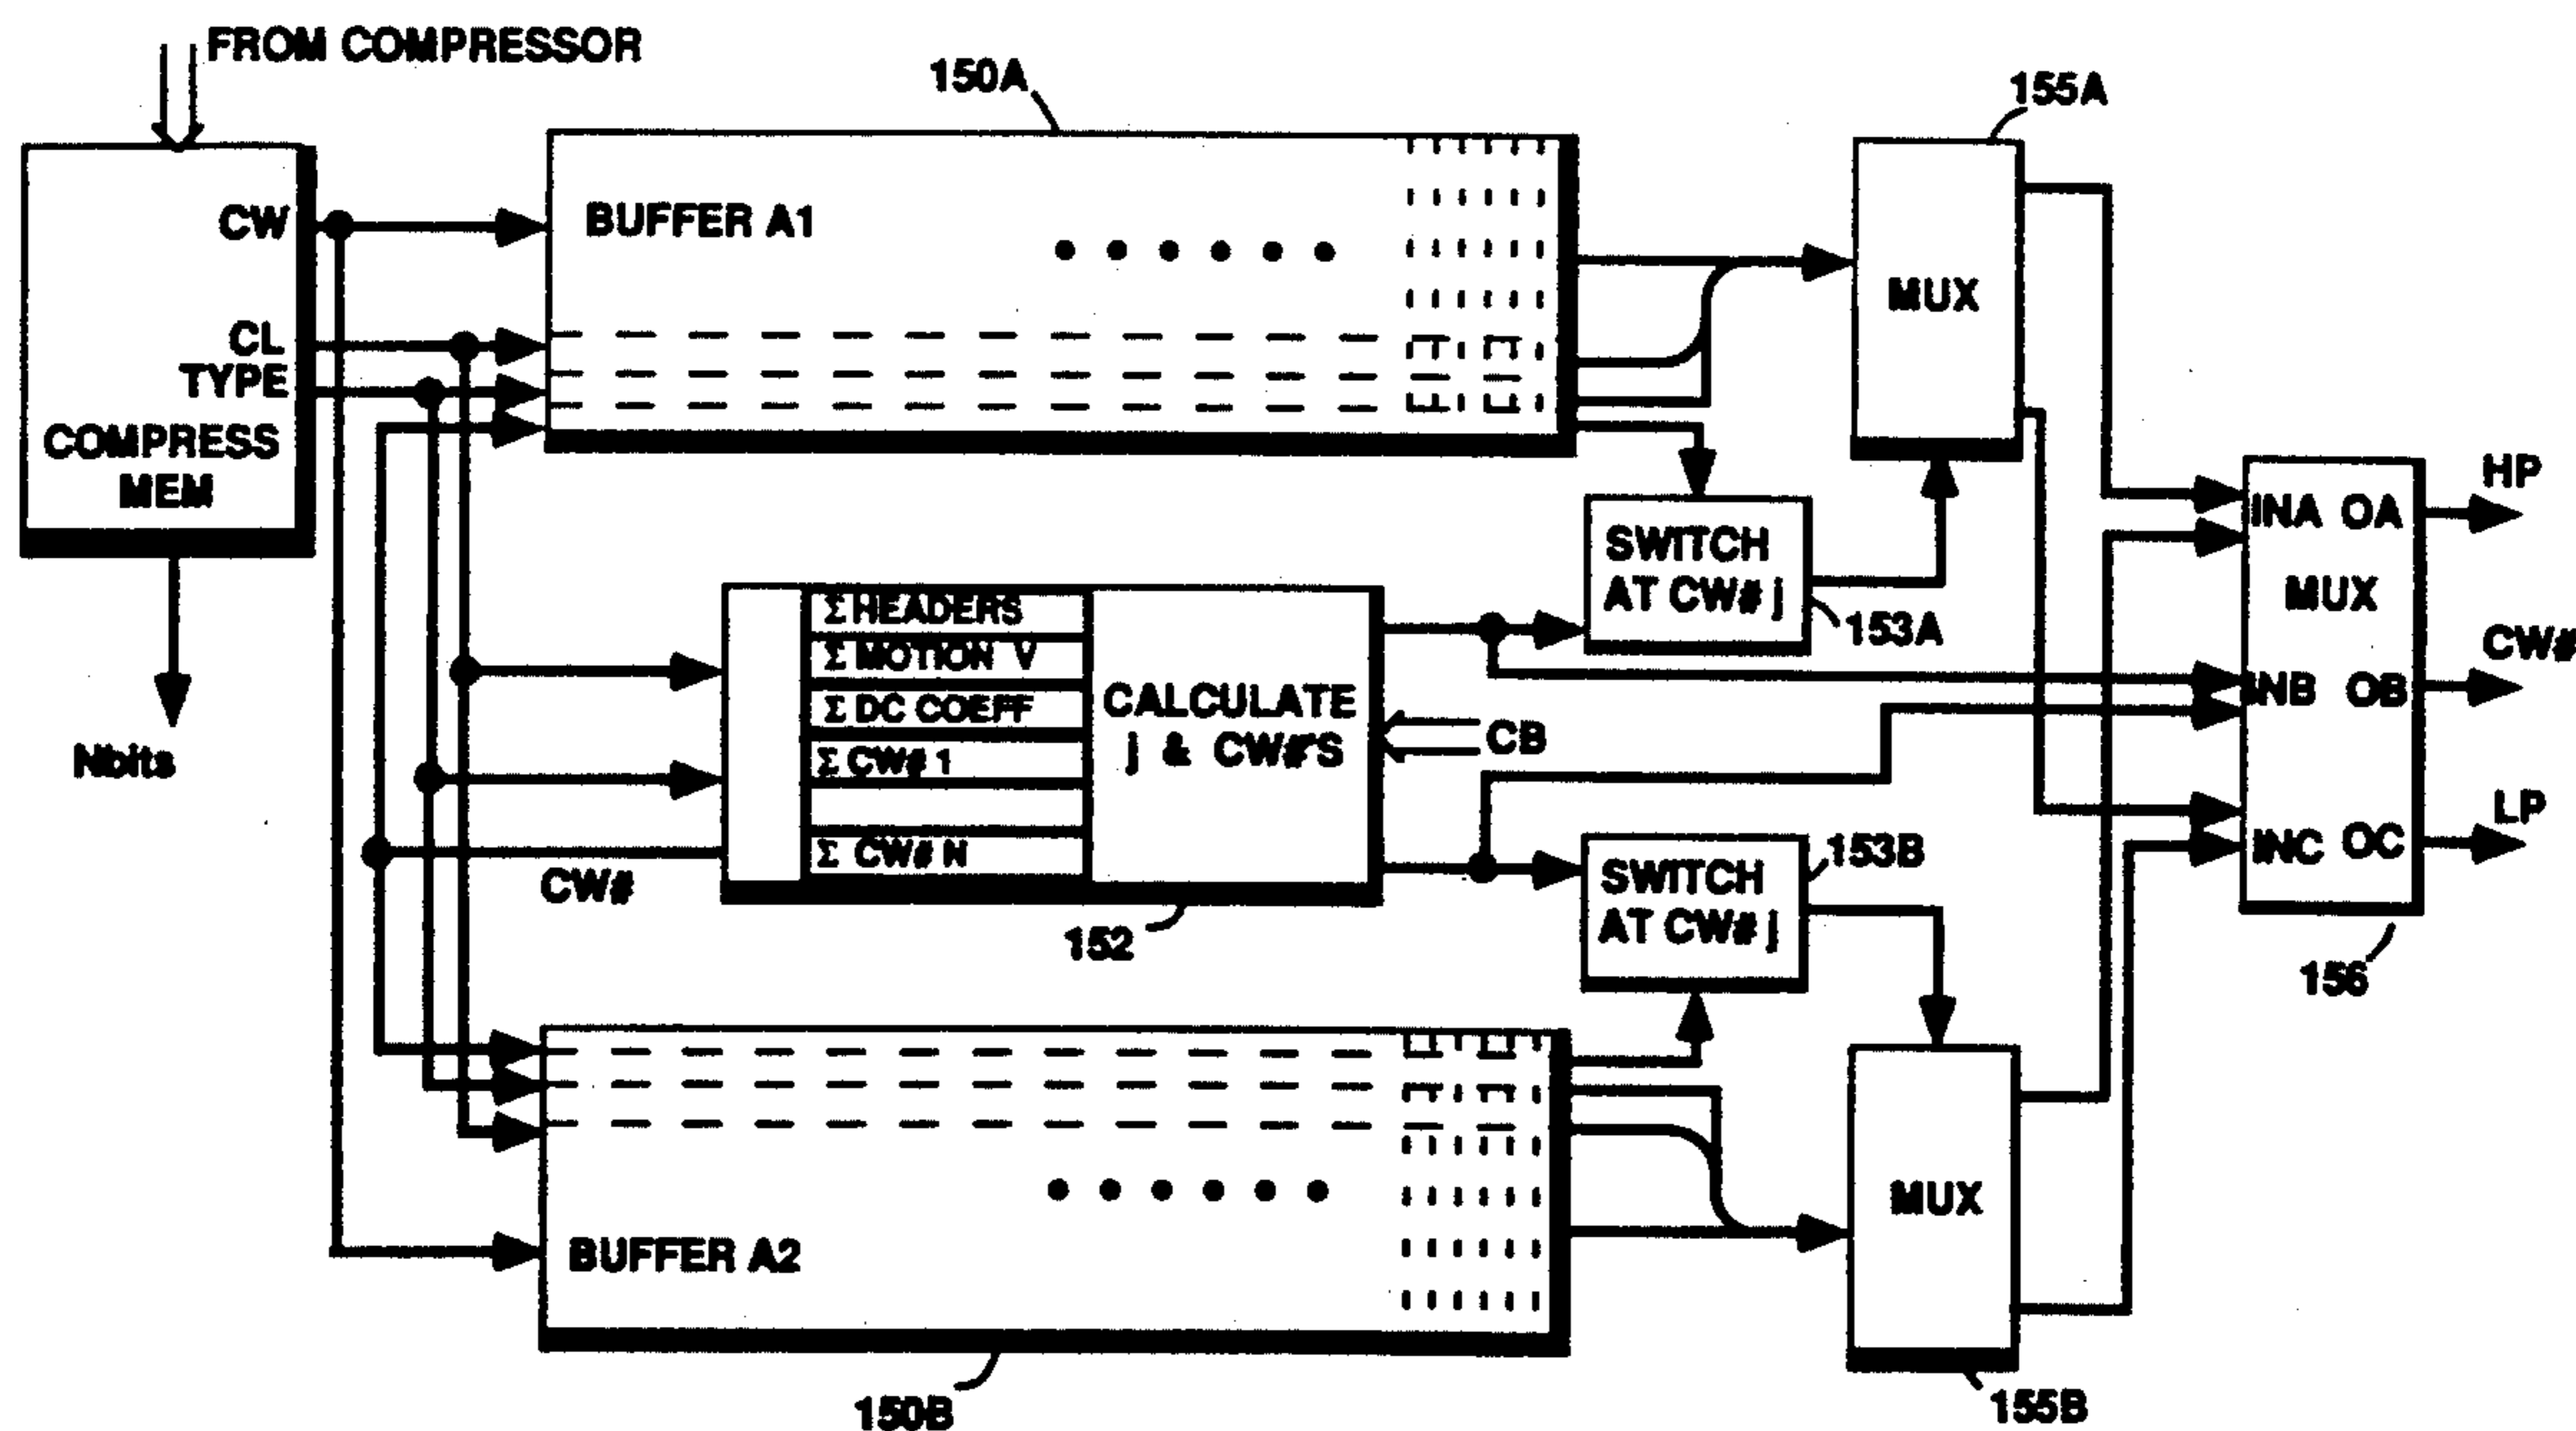 FROM COMPRESSOR
150A
155A
CW
BUFFER A1
CL
TYPE
COMPRESS
MEM
MUX
HP
INA OA
SWITCH
AT CW# j
MUX
Σ HEADERS
153A
CW#
Σ MOTION V
CALCULATE
j & CW#'S
INB OB
Σ DC COEFF
CB
Nbits
Σ CW# 1
LP
Σ CW# N
INC OC
153B
SWITCH
AT CW# j
CW#
152
156
MUX
BUFFER A2
150B
155B